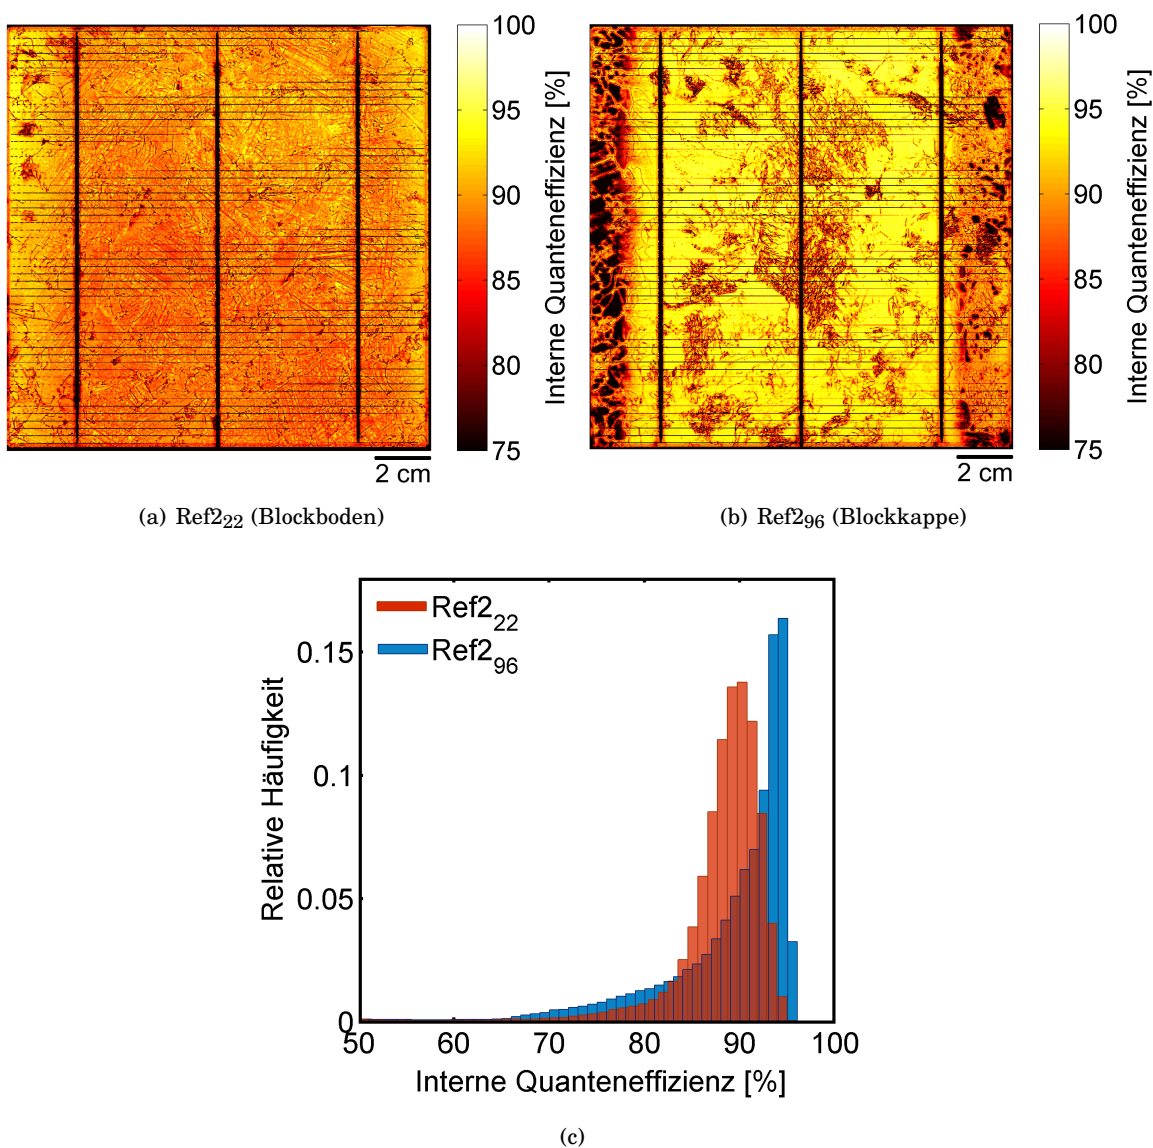 100
95
90
85
80
75
Interne Quanteneffizienz [%]
2 cm
(a) Ref2₂₂ (Blockboden)
100
95
90
85
80
75
Interne Quanteneffizienz [%]
2 cm
(b) Ref2₉₆ (Blockkappe)
Ref2₂₂
Ref2₉₆
Relative Häufigkeit
0.15
0.1
0.05
0
50 60 70 80 90 100
Interne Quanteneffizienz [%]
(c)